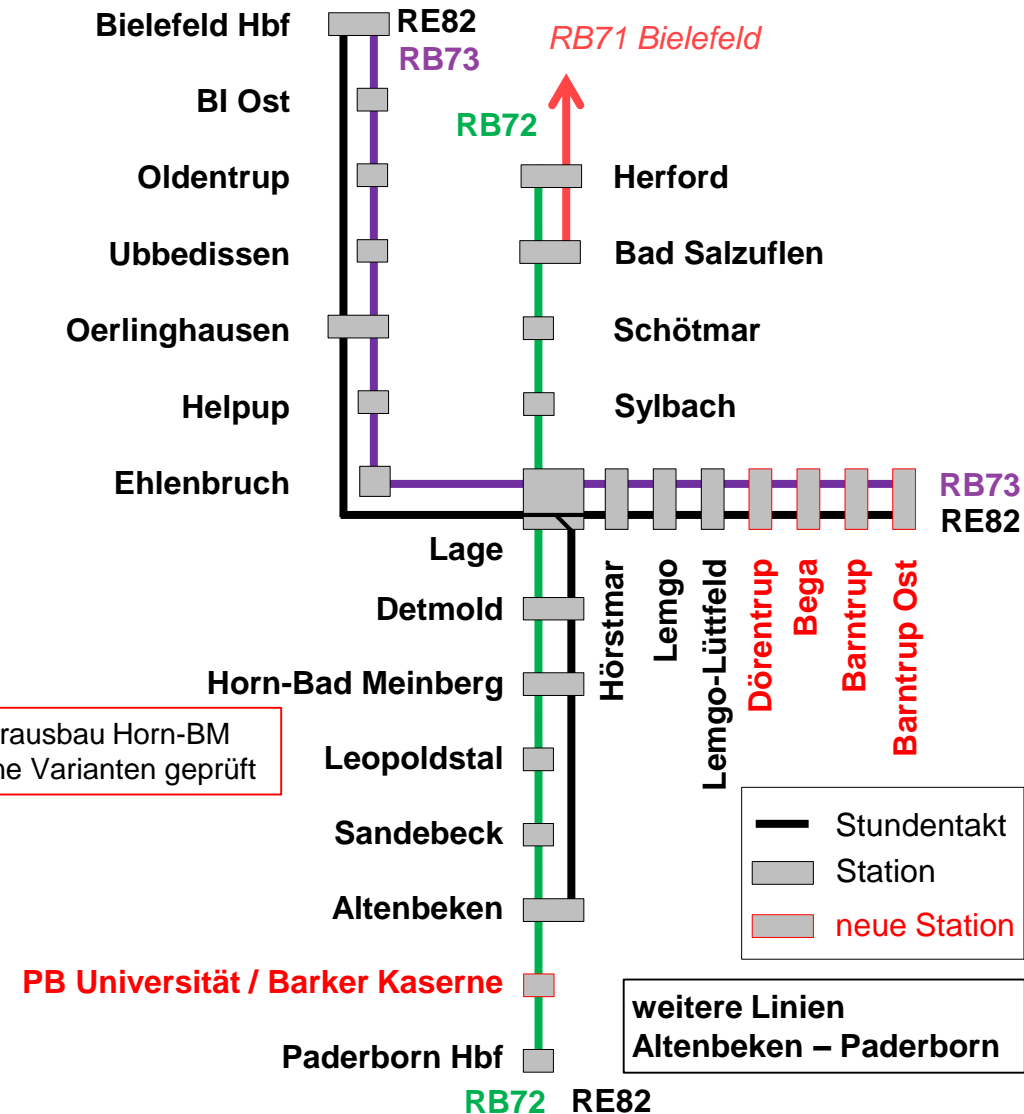 Bielefeld Hbf
RE82
RB73
RB71 Bielefeld
BI Ost
RB72
Oldentrup
Herford
Ubbedissen
Bad Salzuflen
Oerlinghausen
Schötmar
Helpup
Sylbach
Ehlenbruch
RB73
RE82
Lage
Hörstmar
Lemgo
Lemgo-Lüttfeld
Dörentrup
Bega
Barntrup
Barntrup Ost
Detmold
Horn-Bad Meinberg
Horn-BM
Varianten geprüft
Leopoldstal
Sandebeck
Altenbeken
Stundentakt
Station
neue Station
PB Universität / Barker Kaserne
weitere Linien
Altenbeken – Paderborn
Paderborn Hbf
RB72 RE82